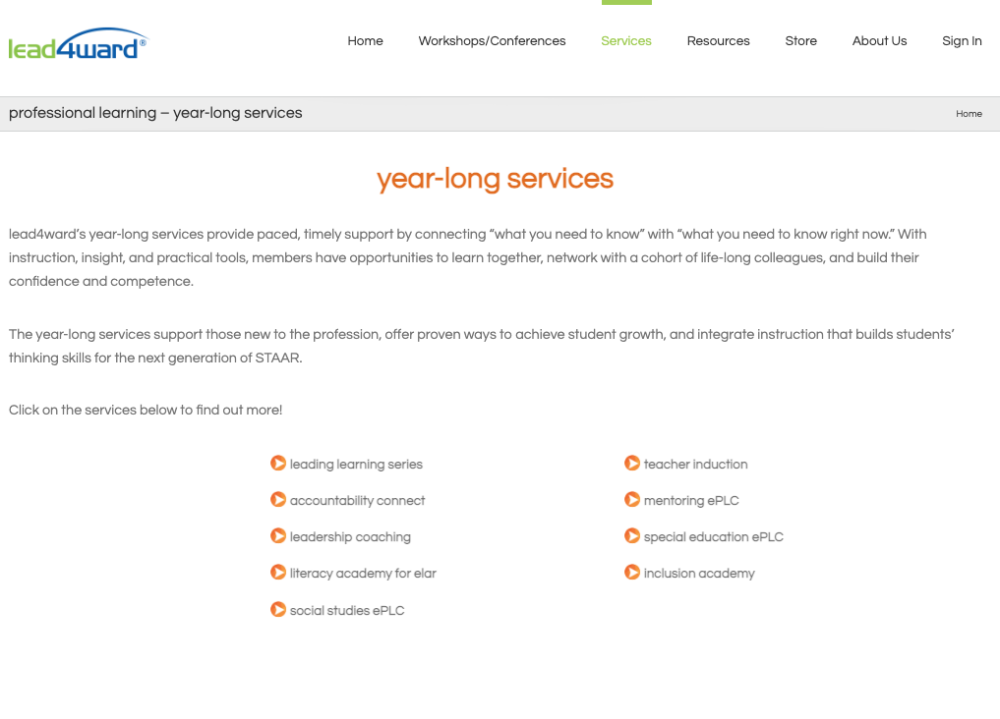 lead4ward®
Home Workshops/Conferences Services Resources Store About Us Sign In
professional learning – year-long services
Home
year-long services
lead4ward’s year-long services provide paced, timely support by connecting “what you need to know” with “what you need to know right now.” With
instruction, insight, and practical tools, members have opportunities to learn together, network with a cohort of life-long colleagues, and build their
confidence and competence.
The year-long services support those new to the profession, offer proven ways to achieve student growth, and integrate instruction that builds students’
thinking skills for the next generation of STAAR.
Click on the services below to find out more!
leading learning series
accountability connect
leadership coaching
literacy academy for elar
social studies ePLC
teacher induction
mentoring ePLC
special education ePLC
inclusion academy